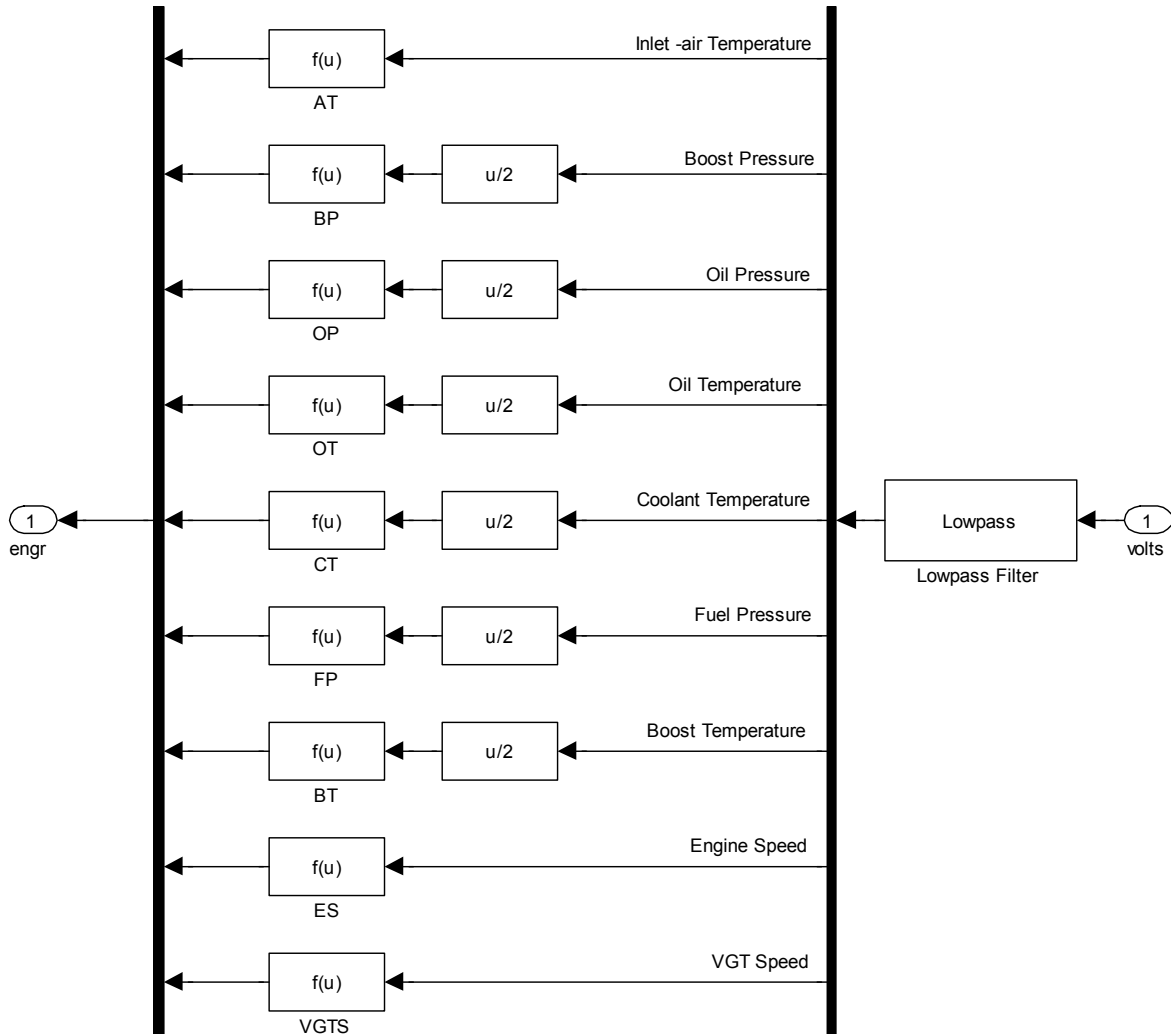 Inlet -air Temperature
f(u)
AT
Boost Pressure
f(u)
u/2
BP
Oil Pressure
f(u)
u/2
OP
Oil Temperature
f(u)
u/2
OT
Coolant Temperature
1
f(u)
u/2
Lowpass
1
engr
CT
Lowpass Filter
volts
Fuel Pressure
f(u)
u/2
FP
Boost Temperature
f(u)
u/2
BT
Engine Speed
f(u)
ES
VGT Speed
f(u)
VGTS